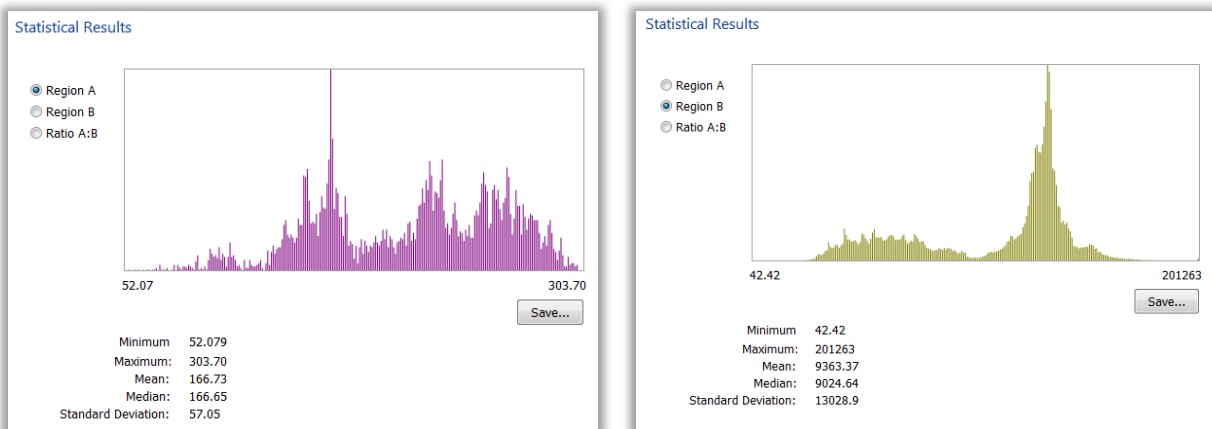 Statistical Results
Region A
Region B
Ratio A:B
52.07 303.70
Save...
Minimum 52.079
Maximum: 303.70
Mean: 166.73
Median: 166.65
Standard Deviation: 57.05
Statistical Results
Region A
Region B
Ratio A:B
42.42 201263
Save...
Minimum 42.42
Maximum: 201263
Mean: 9363.37
Median: 9024.64
Standard Deviation: 13028.9